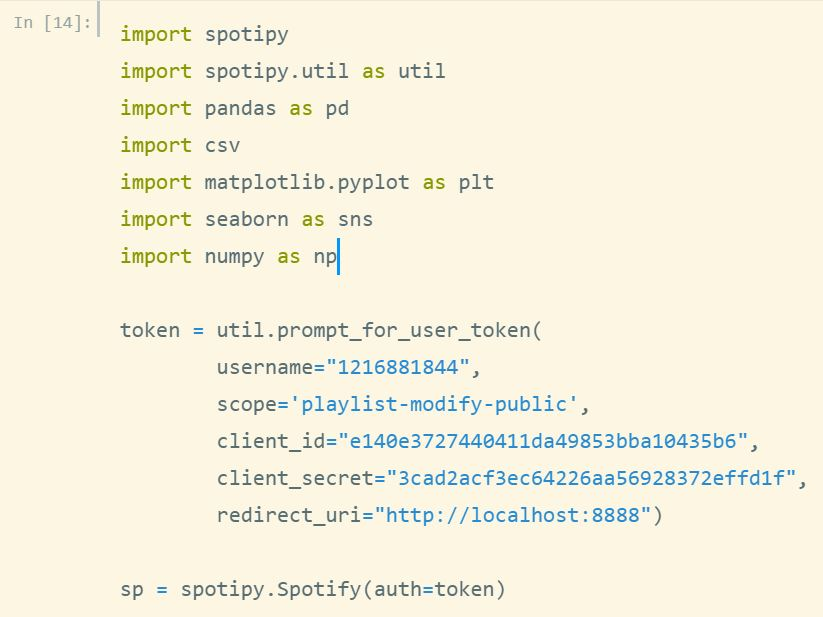 In [14]:
import spotipy
import spotipy.util as util
import pandas as pd
import csv
import matplotlib.pyplot as plt
import seaborn as sns
import numpy as np
token = util.prompt_for_user_token(
username="1216881844",
scope='playlist-modify-public',
client_id="e140e3727440411da49853bba10435b6",
client_secret="3cad2acf3ec64226aa56928372effd1f",
redirect_uri="http://localhost:8888")
sp = spotipy.Spotify(auth=token)